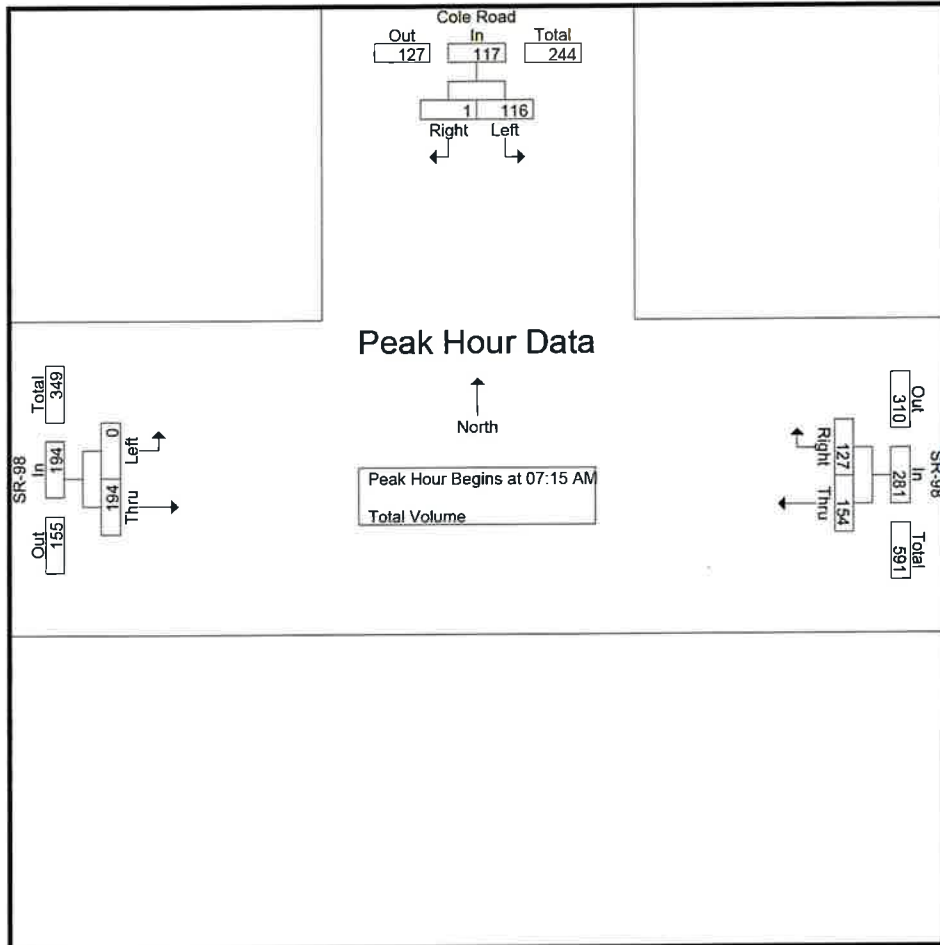 Cole Road
Out In Total
127 117 244
1 116
Right Left
Peak Hour Data
North
Peak Hour Begins at 07:15 AM
Total Volume
SR-98
Total In Out
349 194 155
0 194
Left Thru
SR-98
Out In Total
310 281 591
127 154
Right Thru